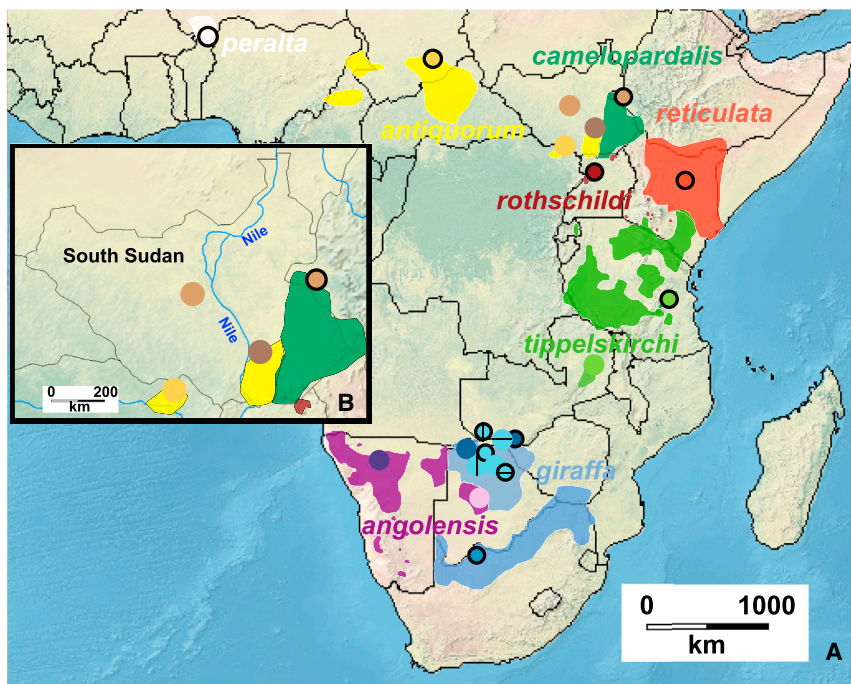 peralta
camelopardalis
reticulata
antiquorum
rothschildi
Nile
South Sudan
Nile
tippelskirchi
0 200
km
B
giraffa
angolensis
0 1000
km
A